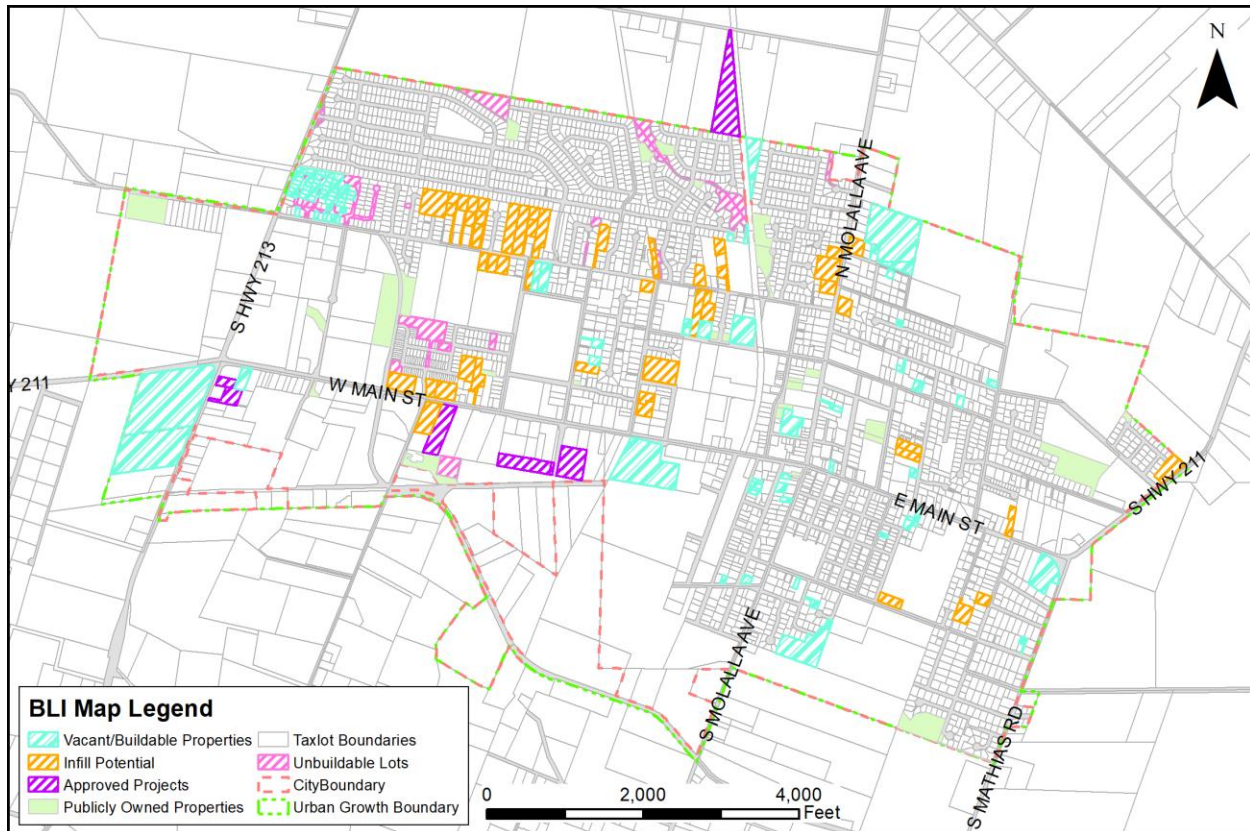 N
N MOLALLA AVE
S HWY 213
Y 211
W MAIN ST
S HWY 211
E MAIN ST
S MOLALLA AVE
S MATHIAS RD
BLI Map Legend
Vacant/Buildable Properties
Taxlot Boundaries
Infill Potential
Unbuildable Lots
Approved Projects
CityBoundary
Publicly Owned Properties
Urban Growth Boundary
0 2,000 4,000
Feet